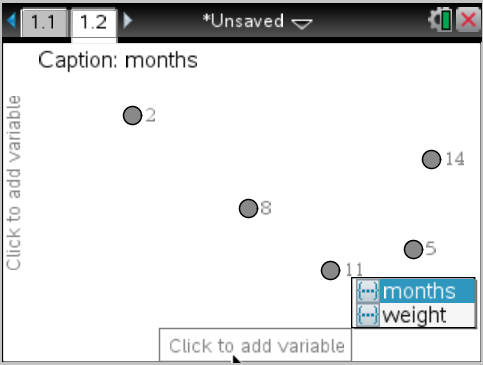 1.1 1.2 *Unsaved
Caption: months
Click to add variable
2
14
8
5
11
months
weight
Click to add variable